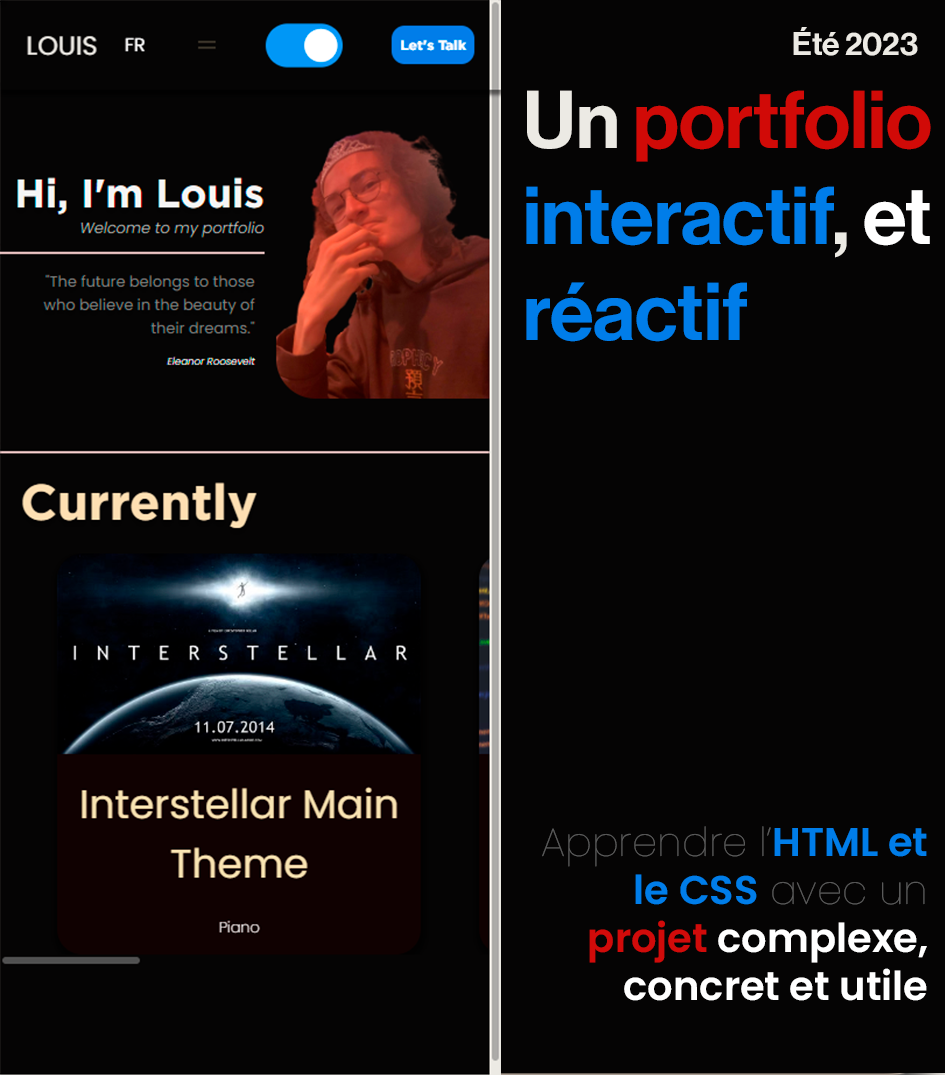 LOUIS FR Let's Talk
Hi, I'm Louis
Welcome to my portfolio
"The future belongs to those
who believe in the beauty of
their dreams."
Eleanor Roosevelt
Currently
INTERSTELLAR
11.07.2014
Interstellar Main
Theme
Piano
Été 2023
Un portfolio
interactif, et
réactif
Apprendre l'HTML et
le CSS avec un
projet complexe,
concret et utile